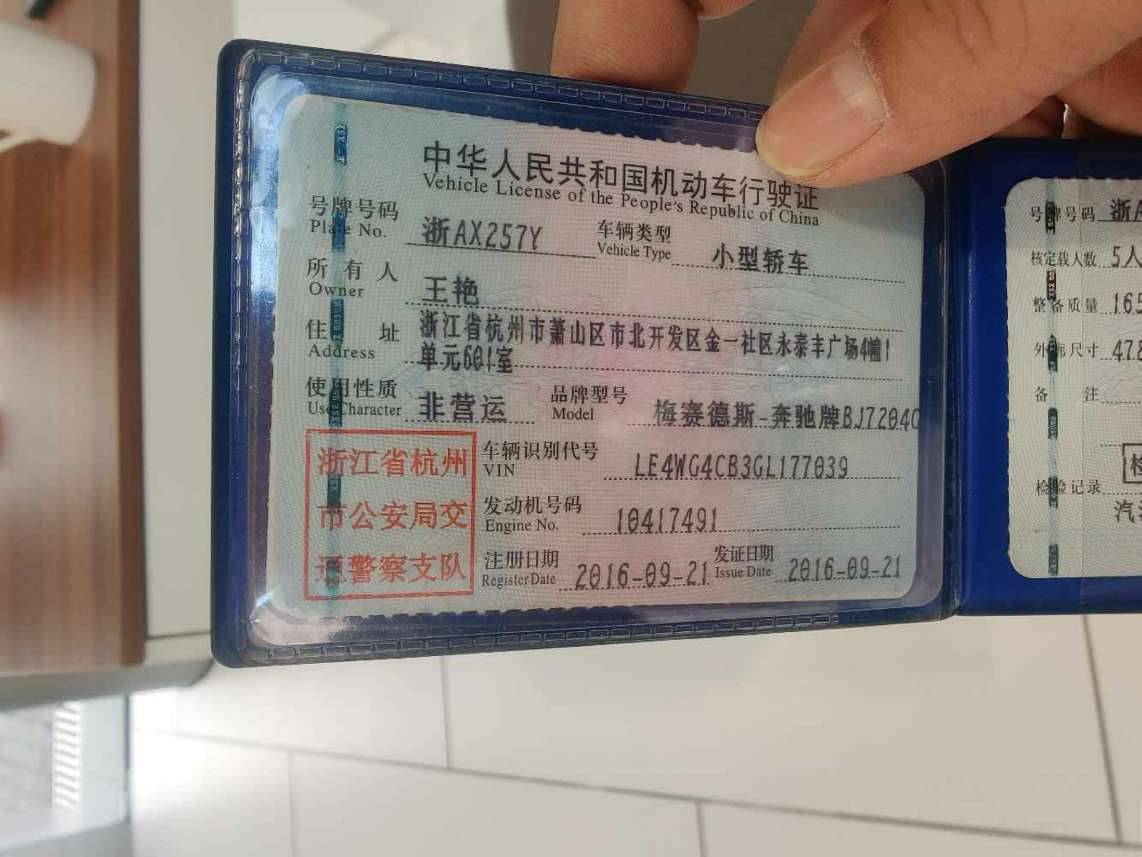 中华人民共和国机动车行驶证
Vehicle License of the People's Republic of China
号牌号码 浙AX257Y 车辆类型 小型轿车
Plate No. Vehicle Type
所有人 王艳
Owner
住址 浙江省杭州市萧山区市北开发区金一社区永泰丰广场4幢1
Address 单元601室
使用性质 非营运 品牌型号 梅赛德斯-奔驰牌BJ7204G
Use Character Model
浙江省杭州
市公安局交
通警察支队
车辆识别代号 LE4WG4CB3GL177039
VIN
发动机号码 10417491
Engine No.
注册日期 2016-09-21 发证日期 2016-09-21
Register Date Issue Date
号牌号码 浙A
核定载人数 5人
整备质量 165
外廓尺寸 478
备注
检验记录